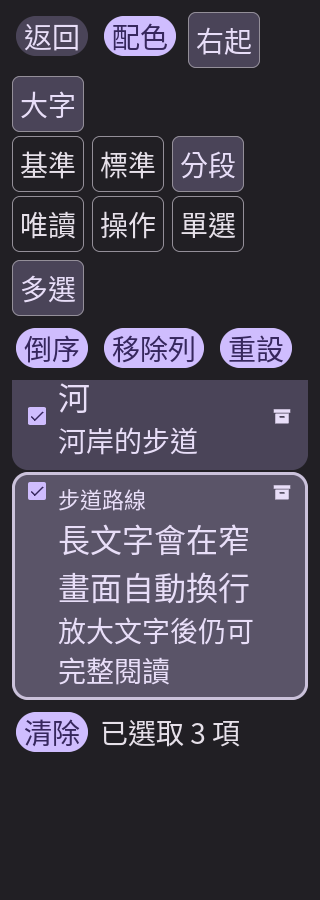 返回 配色 右起
大字
基準 標準 分段
唯讀 操作 單選
多選
倒序 移除列 重設
河
河岸的步道
步道路線
長文字會在窄
畫面自動換行
放大文字後仍可
完整閱讀
清除 已選取 3 項